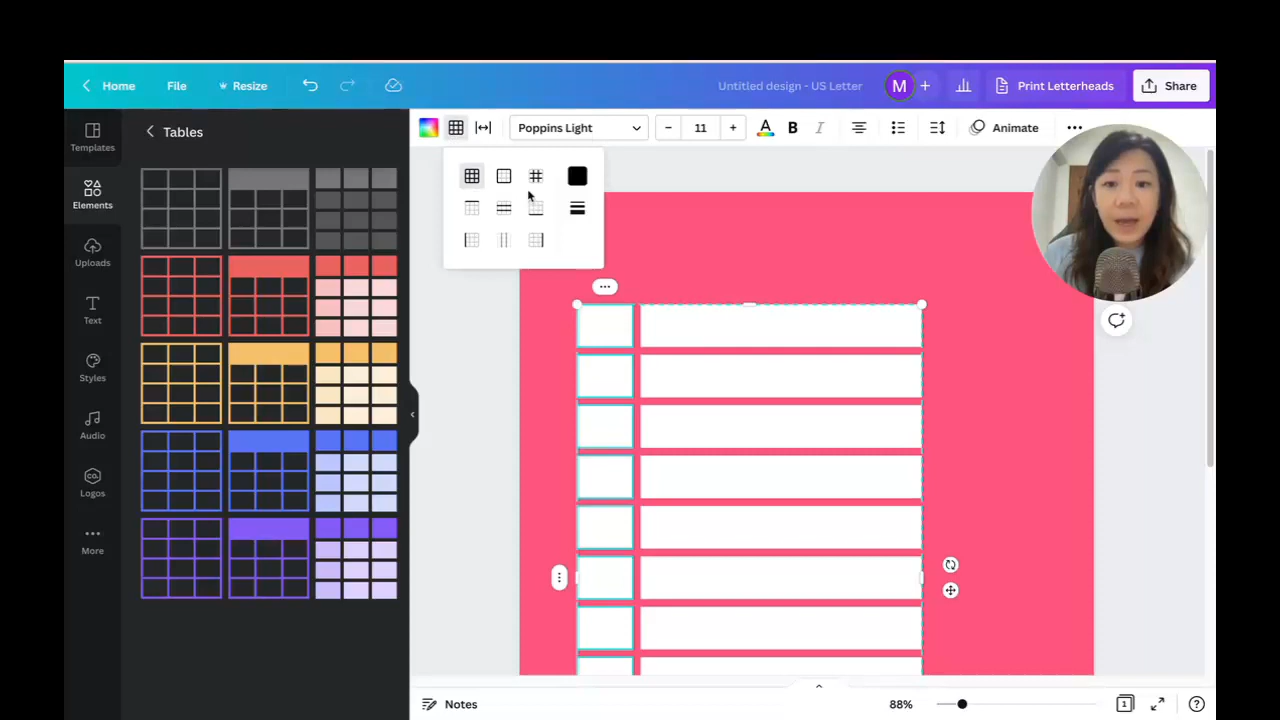 Home File Resize Untitled design - US Letter M + Print Letterheads Share
Templates
Elements
Uploads
Text
Styles
Audio
CO.
Logos
More
Tables
Poppins Light − 11 + A B I Animate
Notes 88% 1 ?